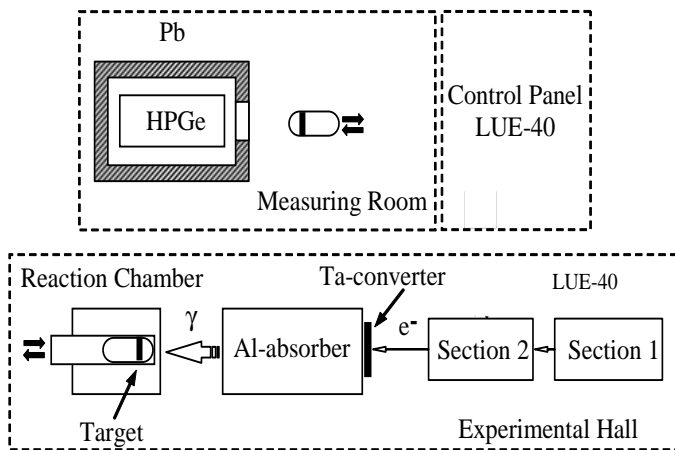 Pb
HPGe
Control Panel
LUE-40
Measuring Room
Reaction Chamber
Ta-converter
LUE-40
γ
e-
Al-absorber
Section 2
Section 1
Target
Experimental Hall